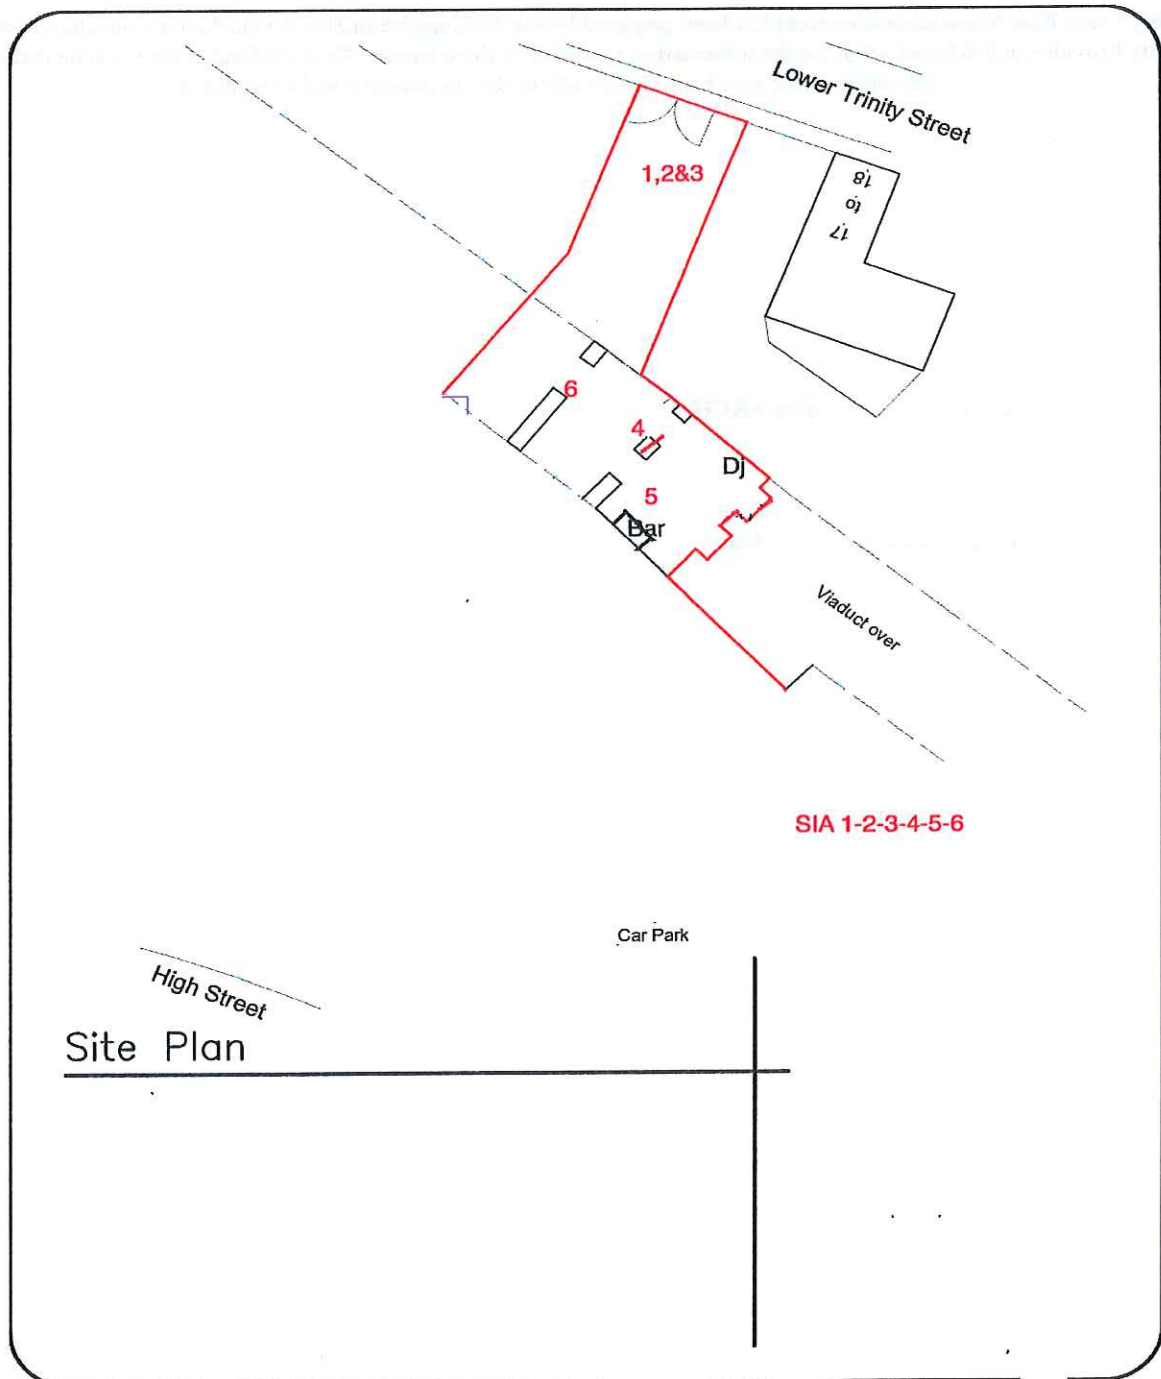 Lower Trinity Street
1,2&3
18
to
17
6
4
Dj
5
Bar
Viaduct over
SIA 1-2-3-4-5-6
Car Park
High Street
Site Plan